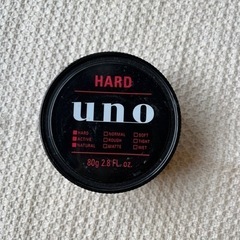 HARD
uno
HARD NORMAL SOFT
ACTIVE ROUGH TIGHT
NATURAL MATTE WET
80g 2.8 FL. oz.